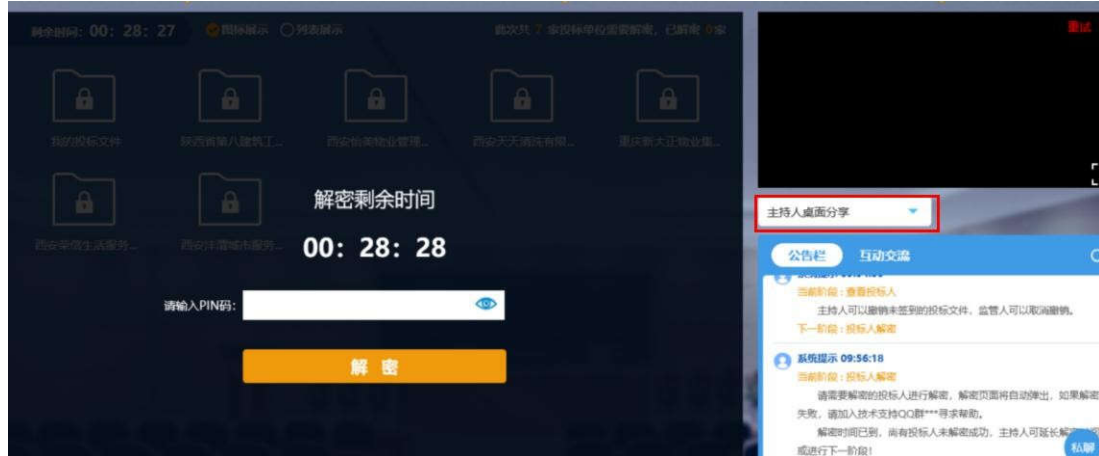 剩余时间：00：28：27 图标展示 列表展示 此次共 7 家投标单位需要解密，已解密 0家
重试
我的投标文件 陕西省第八建筑工... 西安怡美物业管理... 西安天天清洗有限... 重庆新大正物业集...
解密剩余时间
西安荣信生活服务... 西安沣渭城市服务...
00：28：28
请输入PIN码：
解 密
主持人桌面分享
公告栏 互动交流
当前阶段：查看投标人
主持人可以撤销未签到的投标文件，监管人可以取消撤销。
下一阶段：投标人解密
系统提示 09:56:18
当前阶段：投标人解密
请需要解密的投标人进行解密，解密页面将自动弹出，如果解密
失败，请加入技术支持QQ群***寻求帮助。
解密时间已到，尚有投标人未解密成功，主持人可延长解
或进行下一阶段！
私聊